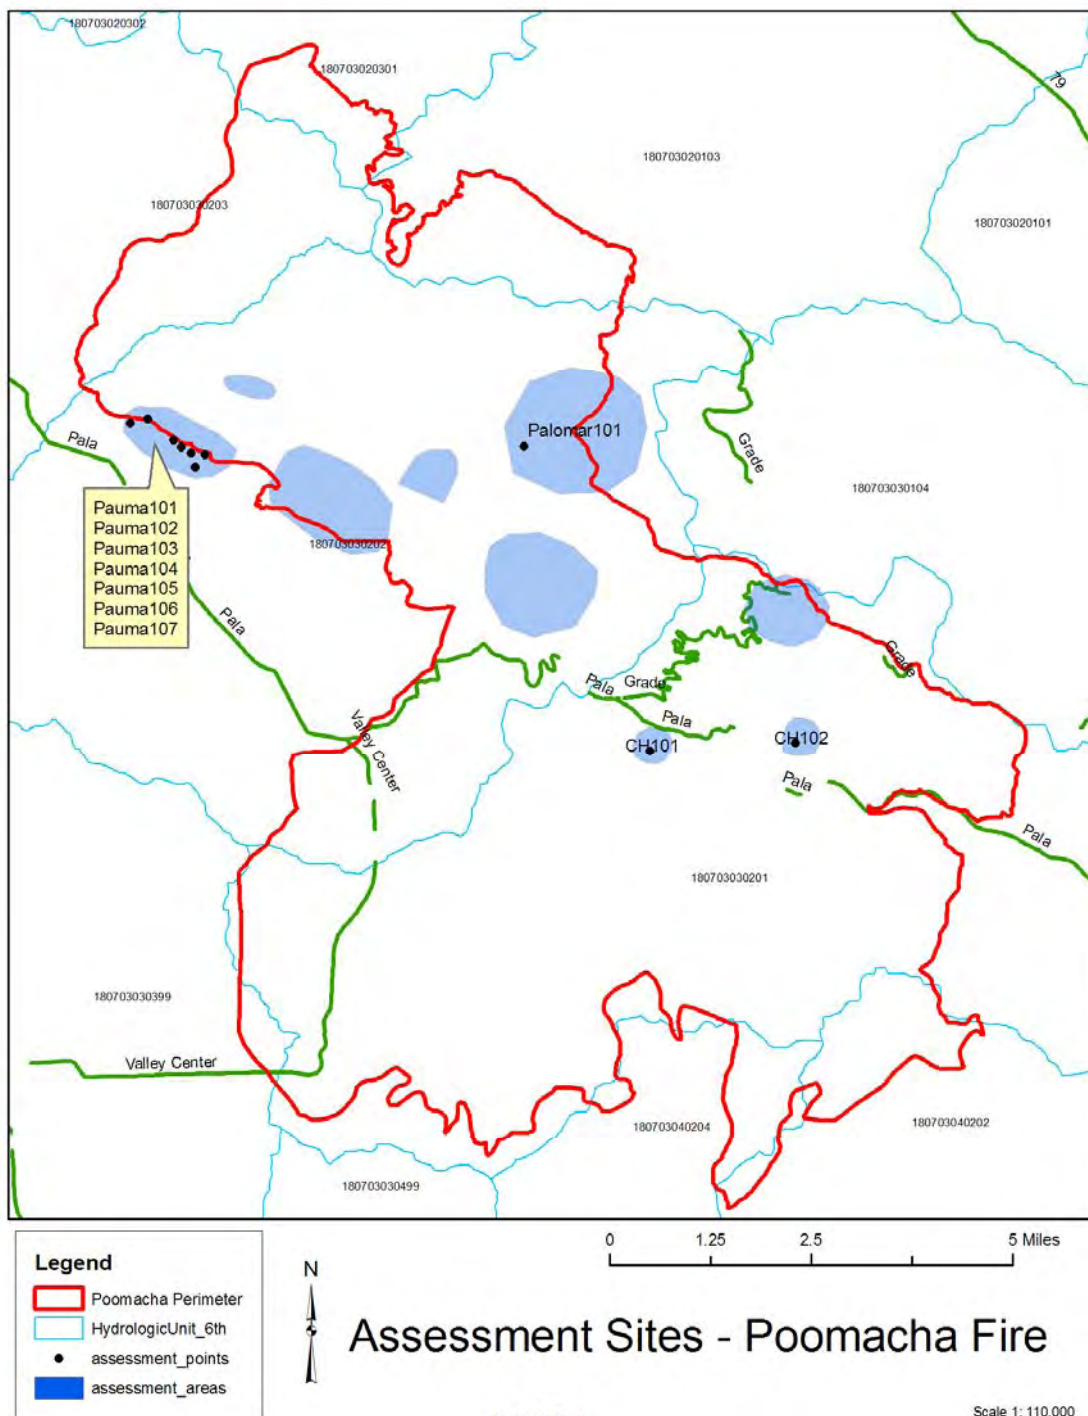 180703020302
180703020301
79
180703020103
180703030203
180703020101
Pala
Palomar101
Grade
180703030104
Pauma101
Pauma102
Pauma103
Pauma104
Pauma105
Pauma106
Pauma107
180703030202
Pala
Grade
Pala
Grade
Pala
Valley Center
CH101
CH102
Pala
Pala
180703030201
180703030399
Valley Center
180703040204
180703040202
180703030499
0 1.25 2.5 5 Miles
Legend
Poomacha Perimeter
HydrologicUnit_6th
assessment_points
assessment_areas
N
Assessment Sites - Poomacha Fire
Scale 1: 110,000